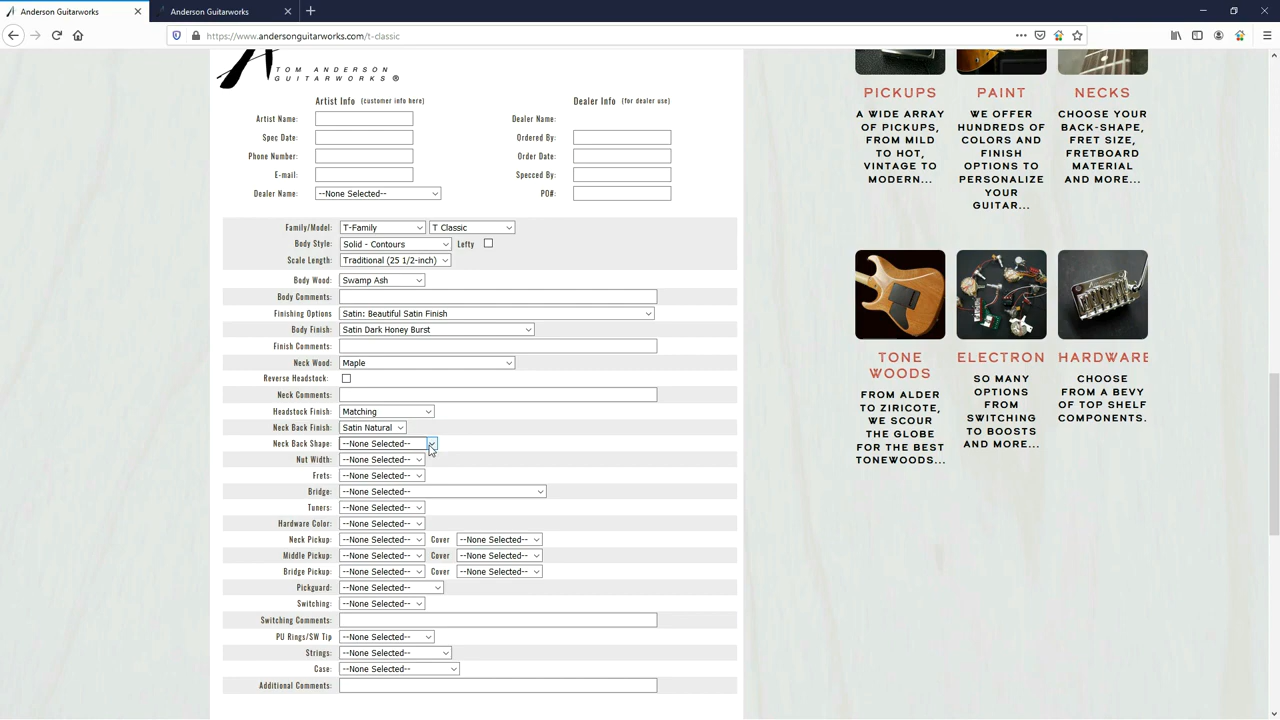 Anderson Guitarworks
Anderson Guitarworks
https://www.andersonguitarworks.com/t-classic
TOM ANDERSON
GUITARWORKS ®
Artist Info (customer info here)
Dealer Info (for dealer use)
Artist Name:
Dealer Name:
Spec Date:
Ordered By:
Phone Number:
Order Date:
E-mail:
Specced By:
Dealer Name: --None Selected--
PO#:
Family/Model: T-Family T Classic
Body Style: Solid - Contours Lefty
Scale Length: Traditional (25 1/2-inch)
Body Wood: Swamp Ash
Body Comments:
Finishing Options Satin: Beautiful Satin Finish
Body Finish: Satin Dark Honey Burst
Finish Comments:
Neck Wood: Maple
Reverse Headstock:
Neck Comments:
Headstock Finish: Matching
Neck Back Finish: Satin Natural
Neck Back Shape: --None Selected--
Nut Width: --None Selected--
Frets: --None Selected--
Bridge: --None Selected--
Tuners: --None Selected--
Hardware Color: --None Selected--
Neck Pickup: --None Selected-- Cover --None Selected--
Middle Pickup: --None Selected-- Cover --None Selected--
Bridge Pickup: --None Selected-- Cover --None Selected--
Pickguard: --None Selected--
Switching: --None Selected--
Switching Comments:
PU Rings/SW Tip --None Selected--
Strings: --None Selected--
Case: --None Selected--
Additional Comments:
PICKUPS
A WIDE ARRAY
OF PICKUPS,
FROM MILD
TO HOT,
VINTAGE TO
MODERN...
PAINT
WE OFFER
HUNDREDS OF
COLORS AND
FINISH
OPTIONS TO
PERSONALIZE
YOUR
GUITAR...
NECKS
CHOOSE YOUR
BACK-SHAPE,
FRET SIZE,
FRETBOARD
MATERIAL
AND MORE...
TONE
WOODS
FROM ALDER
TO ZIRICOTE,
WE SCOUR
THE GLOBE
FOR THE BEST
TONEWOODS...
ELECTRON
SO MANY
OPTIONS
FROM
SWITCHING
TO BOOSTS
AND MORE...
HARDWARE
CHOOSE
FROM A BEVY
OF TOP SHELF
COMPONENTS.